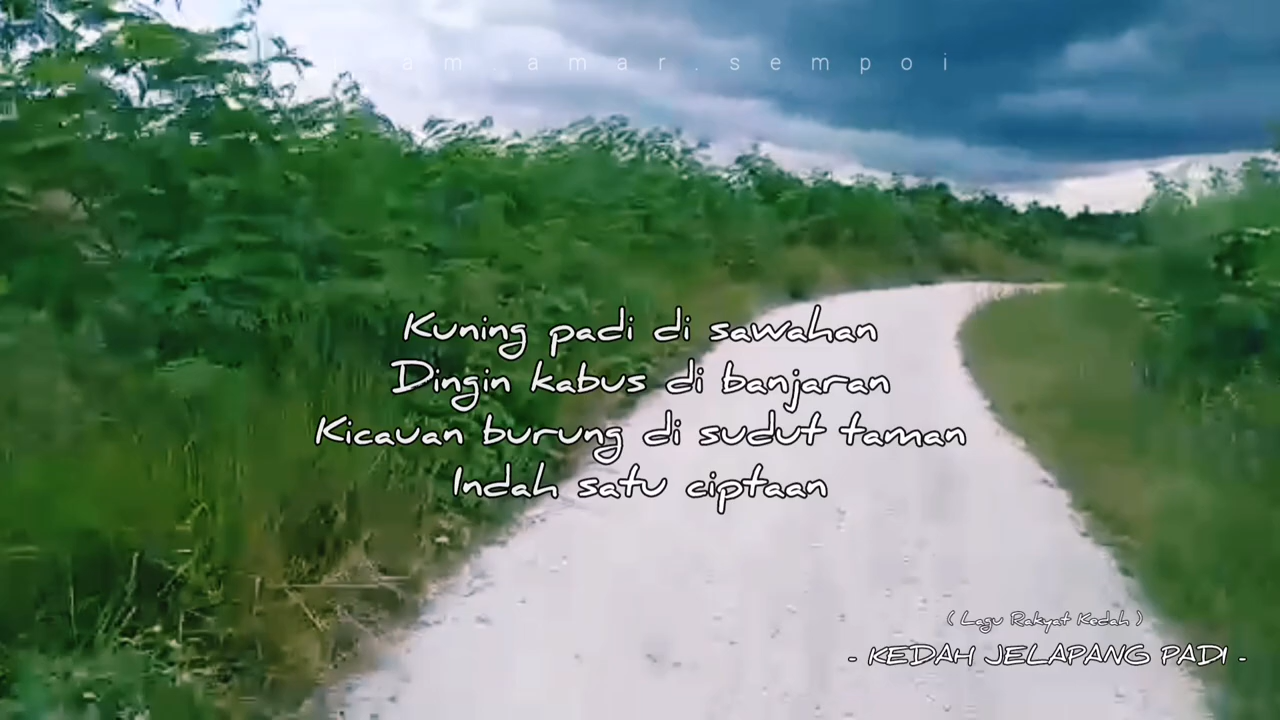 a m . a m a r . s e m p o i
Kuning padi di sawahan
Dingin kabus di banjaran
Kicauan burung di sudut taman
Indah satu ciptaan
( Lagu Rakyat Kedah )
- KEDAH JELAPANG PADI -